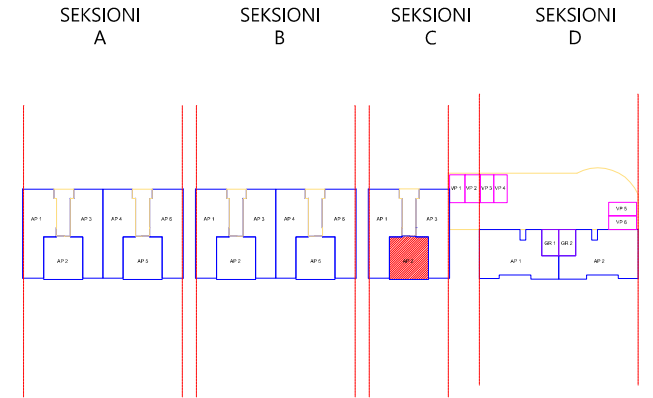 SEKSIONI
A
SEKSIONI
B
SEKSIONI
C
SEKSIONI
D
VP 1 VP 2 VP 3 VP 4
VP 5
VP 6
AP 1 AP 3 AP 4 AP 6
AP 1 AP 3 AP 4 AP 6
AP 1 AP 3
GR 1 GR 2
AP 2 AP 5
AP 2 AP 5
AP 2
AP 1 AP 2